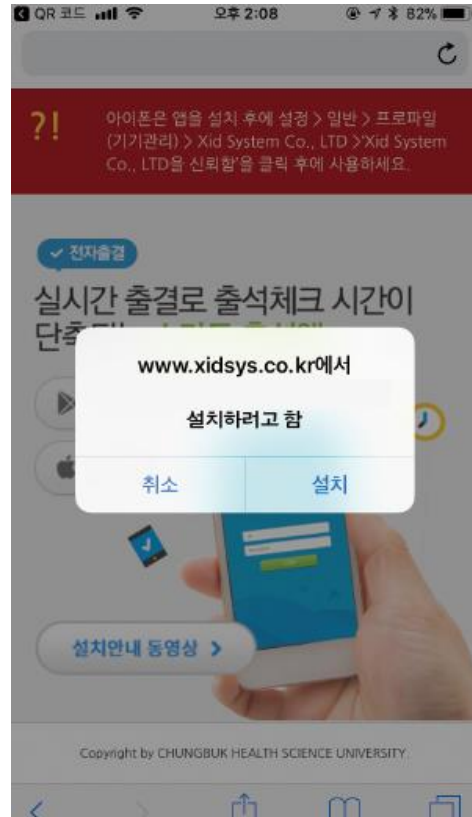 QR 코드 오후 2:08 82%
?!
아이폰은 앱을 설치 후에 설정 > 일반 > 프로파일
(기기관리) > Xid System Co., LTD >'Xid System
Co., LTD을 신뢰함'을 클릭 후에 사용하세요.
전자출결
실시간 출결로 출석체크 시간이
www.xidsys.co.kr에서
설치하려고 함
취소 설치
설치안내 동영상 >
Copyright by CHUNGBUK HEALTH SCIENCE UNIVERSITY.